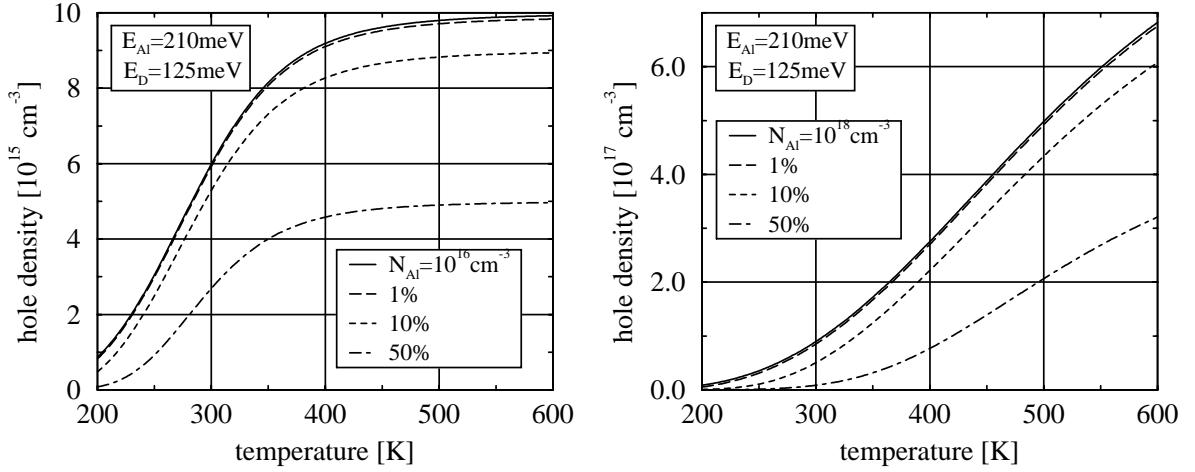 10
8
6
4
2
0
hole density [10^15 cm^-3]
E_Al=210meV
E_D=125meV
N_Al=10^16cm^-3
1%
10%
50%
200 300 400 500 600
temperature [K]
6.0
4.0
2.0
0.0
hole density [10^17 cm^-3]
E_Al=210meV
E_D=125meV
N_Al=10^18cm^-3
1%
10%
50%
200 300 400 500 600
temperature [K]